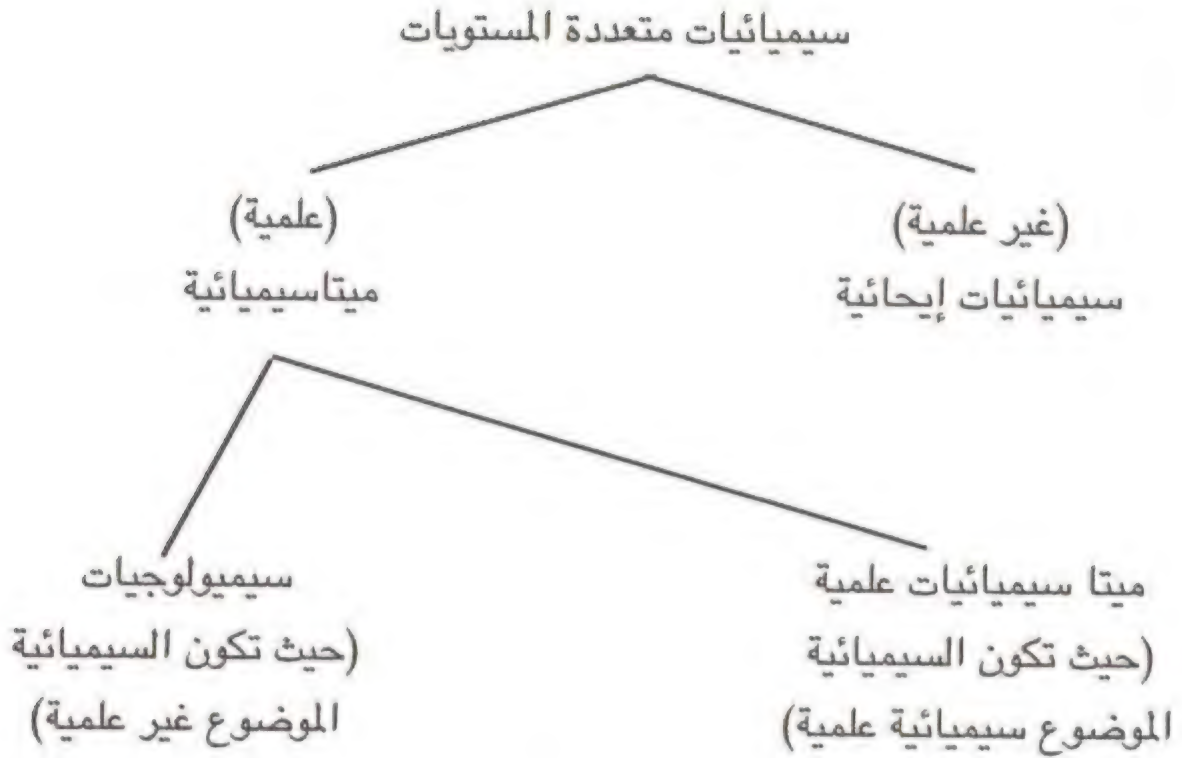 سيميائيات متعددة المستويات
(غير علمية)
سيميائيات إيحائية
(علمية)
ميتاسيميائية
ميتا سيميائيات علمية
(حيث تكون السيميائية
الموضوع سيميائية علمية)
سيميولوجيات
(حيث تكون السيميائية
الموضوع غير علمية)